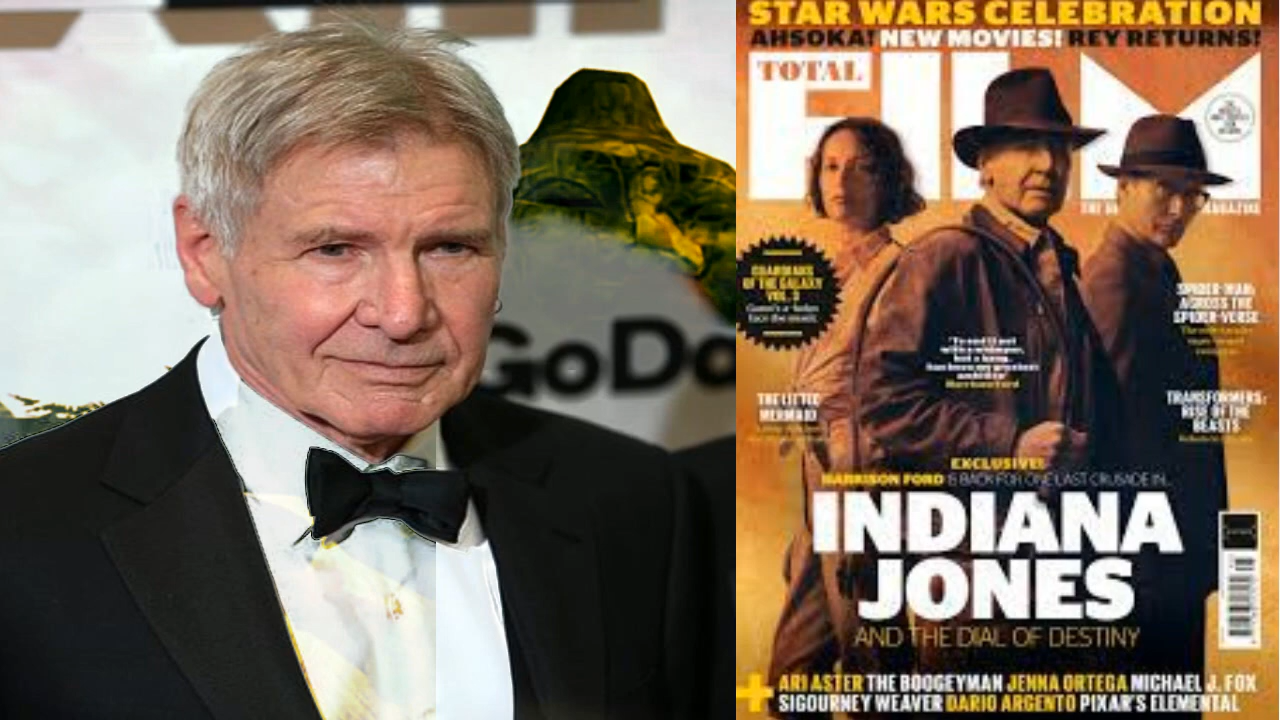 GoDa
STAR WARS CELEBRATION
AHSOKA! NEW MOVIES! REY RETURNS!
TOTAL
FILM
MAGAZINE
GUARDIANS
OF THE GALAXY
VOL. 3
SPIDER-MAN:
ACROSS THE
SPIDER-VERSE
THE LITTLE
MERMAID
TRANSFORMERS:
RISE OF THE
BEASTS
EXCLUSIVE!
HARRISON FORD IS BACK FOR ONE LAST CRUSADE IN...
INDIANA
JONES
AND THE DIAL OF DESTINY
+ ARI ASTER THE BOOGEYMAN JENNA ORTEGA MICHAEL J. FOX
SIGOURNEY WEAVER DARIO ARGENTO PIXAR'S ELEMENTAL